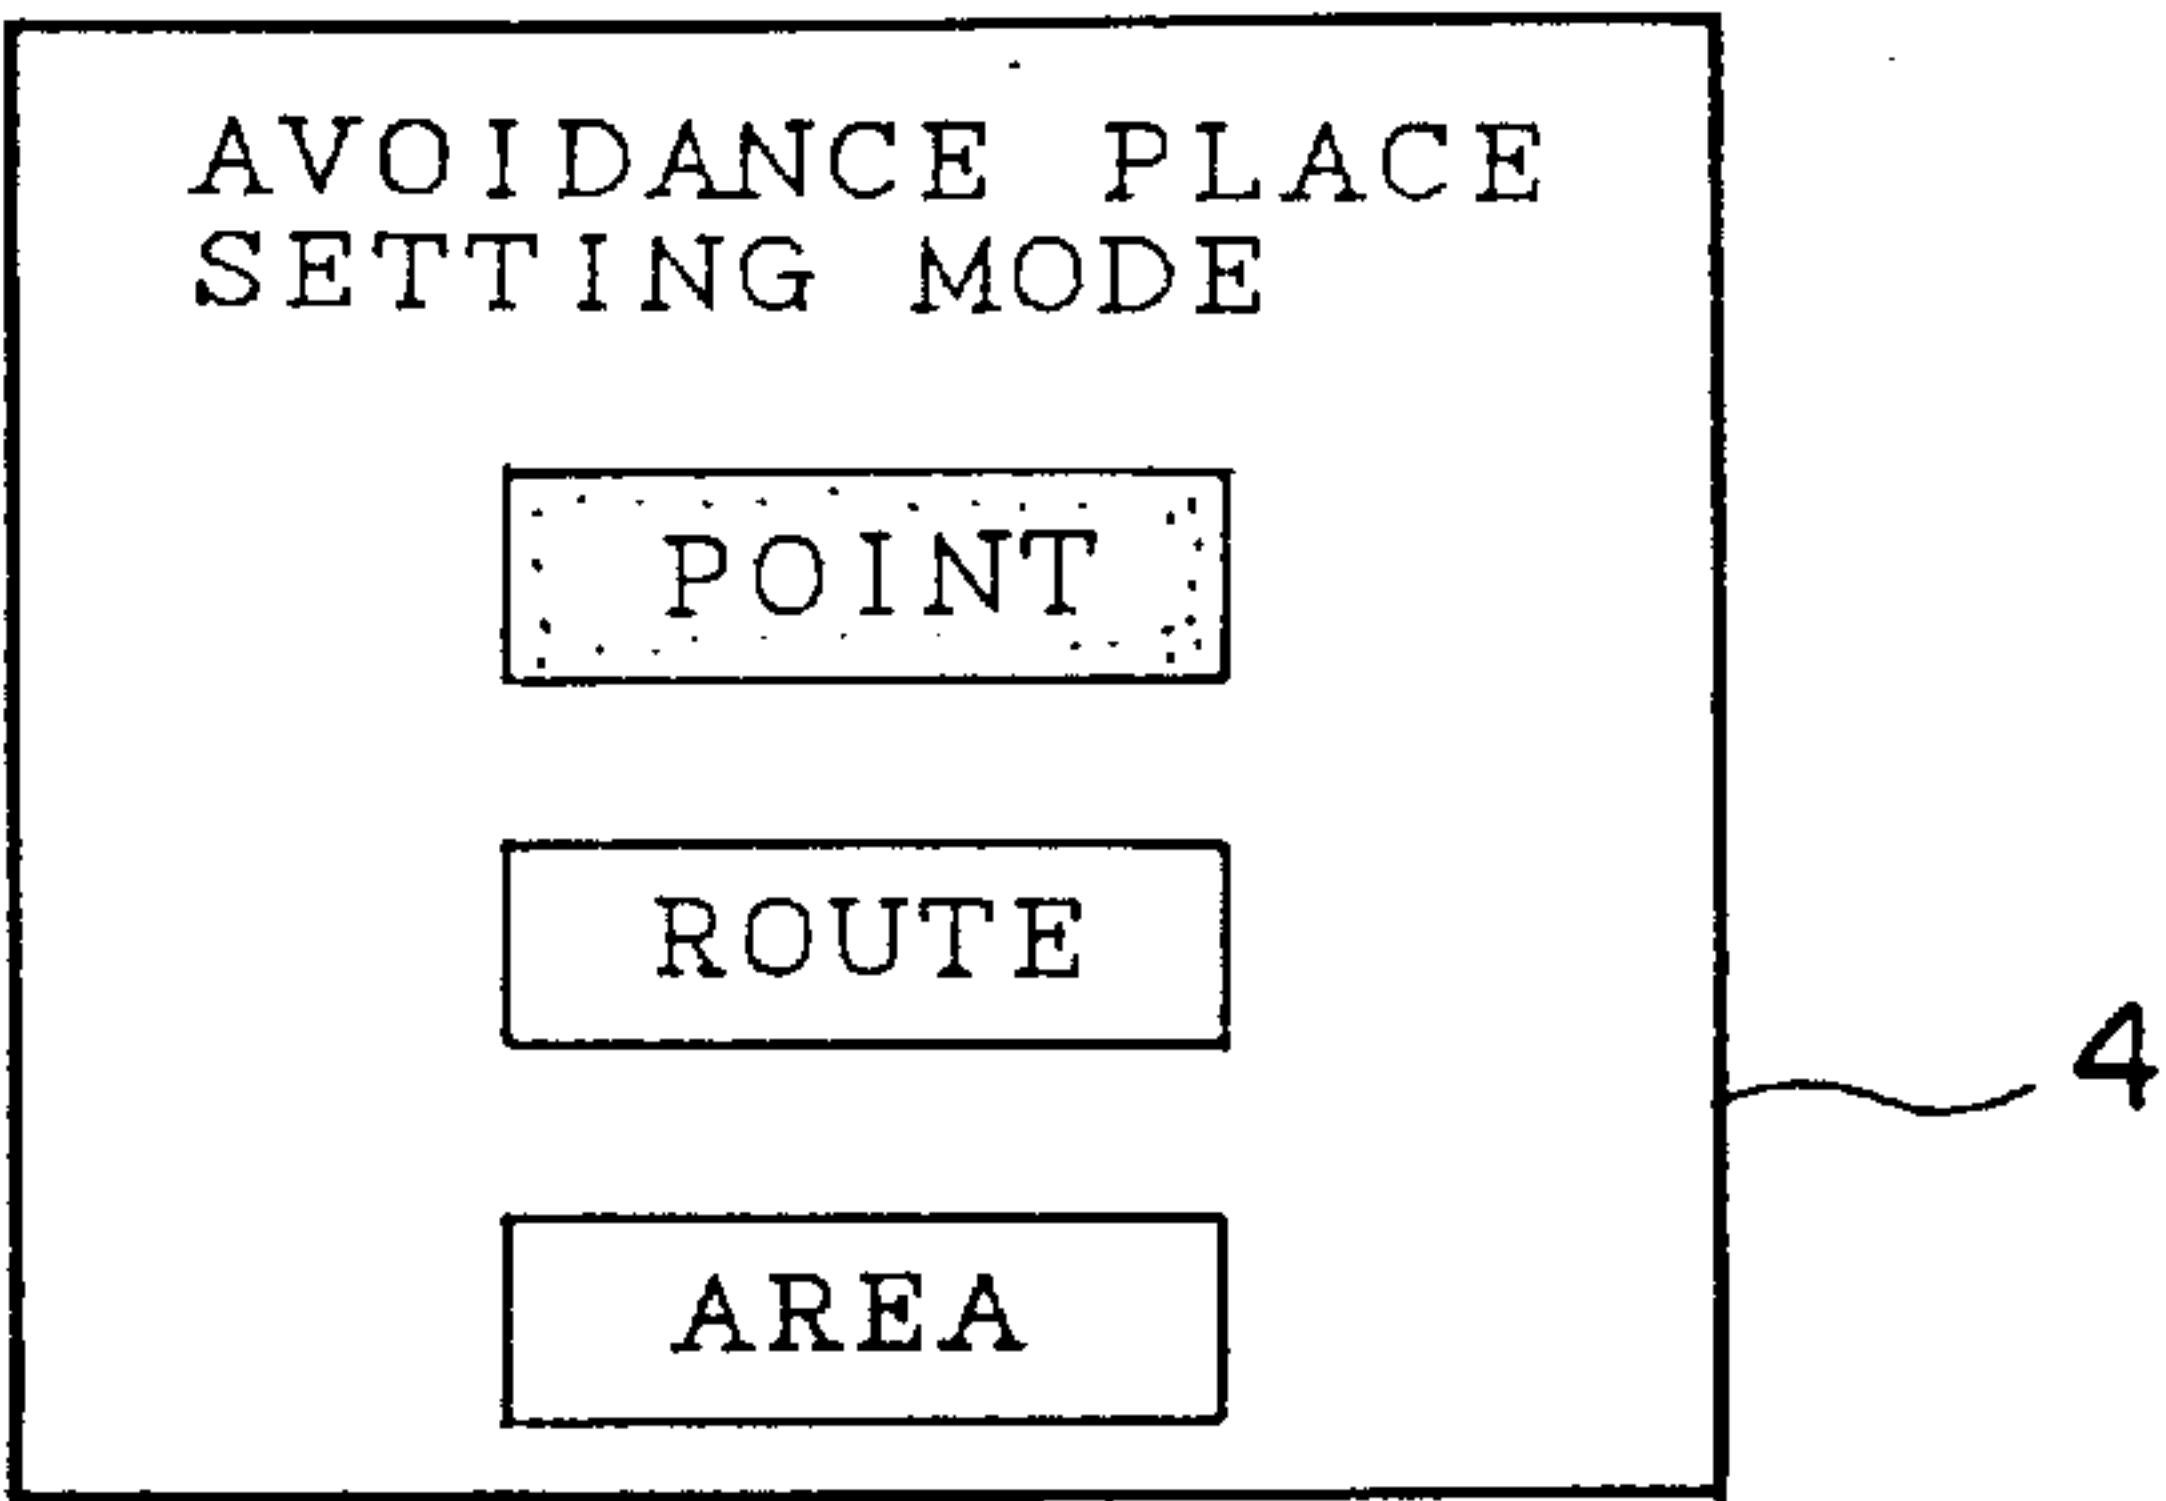 AVOIDANCE PLACE
SETTING MODE
POINT
ROUTE
4
AREA